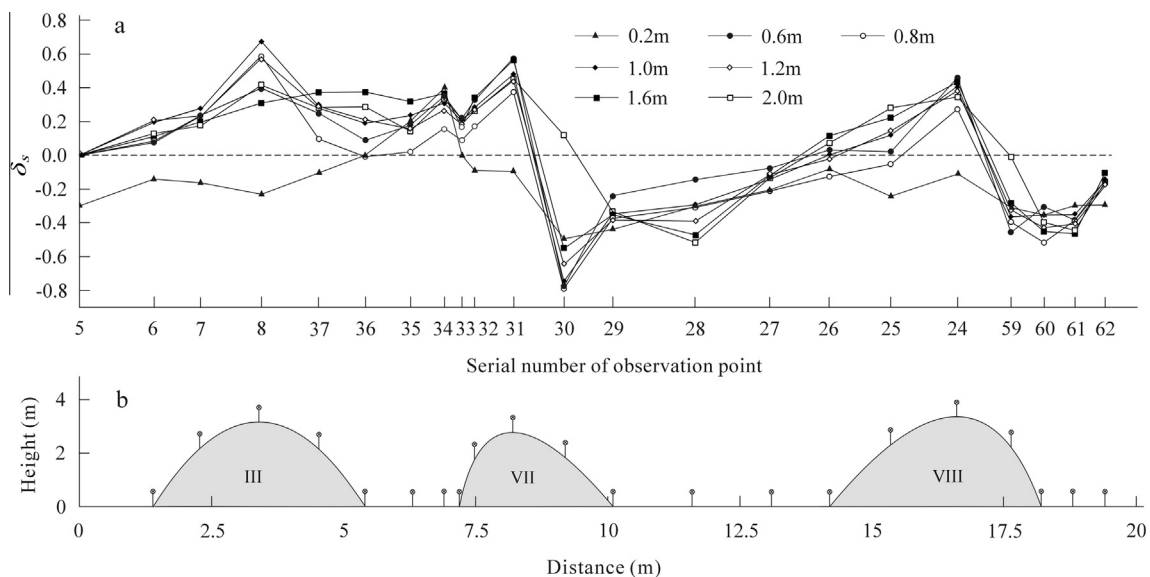 a
0.8
0.6
0.4
0.2
0.0
-0.2
-0.4
-0.6
-0.8
δs
0.2m 0.6m 0.8m
1.0m 1.2m
1.6m 2.0m
5 6 7 8 37 36 35 34 33 32 31 30 29 28 27 26 25 24 59 60 61 62
Serial number of observation point
b
4
2
0
Height (m)
III VII VIII
0 2.5 5 7.5 10 12.5 15 17.5 20
Distance (m)